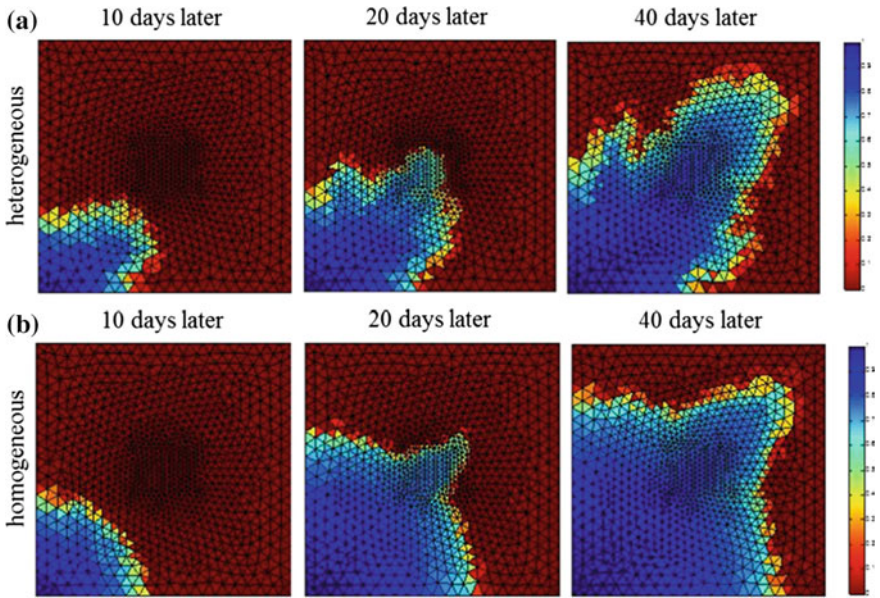 (a)
10 days later
20 days later
40 days later
heterogeneous
(b)
10 days later
20 days later
40 days later
homogeneous